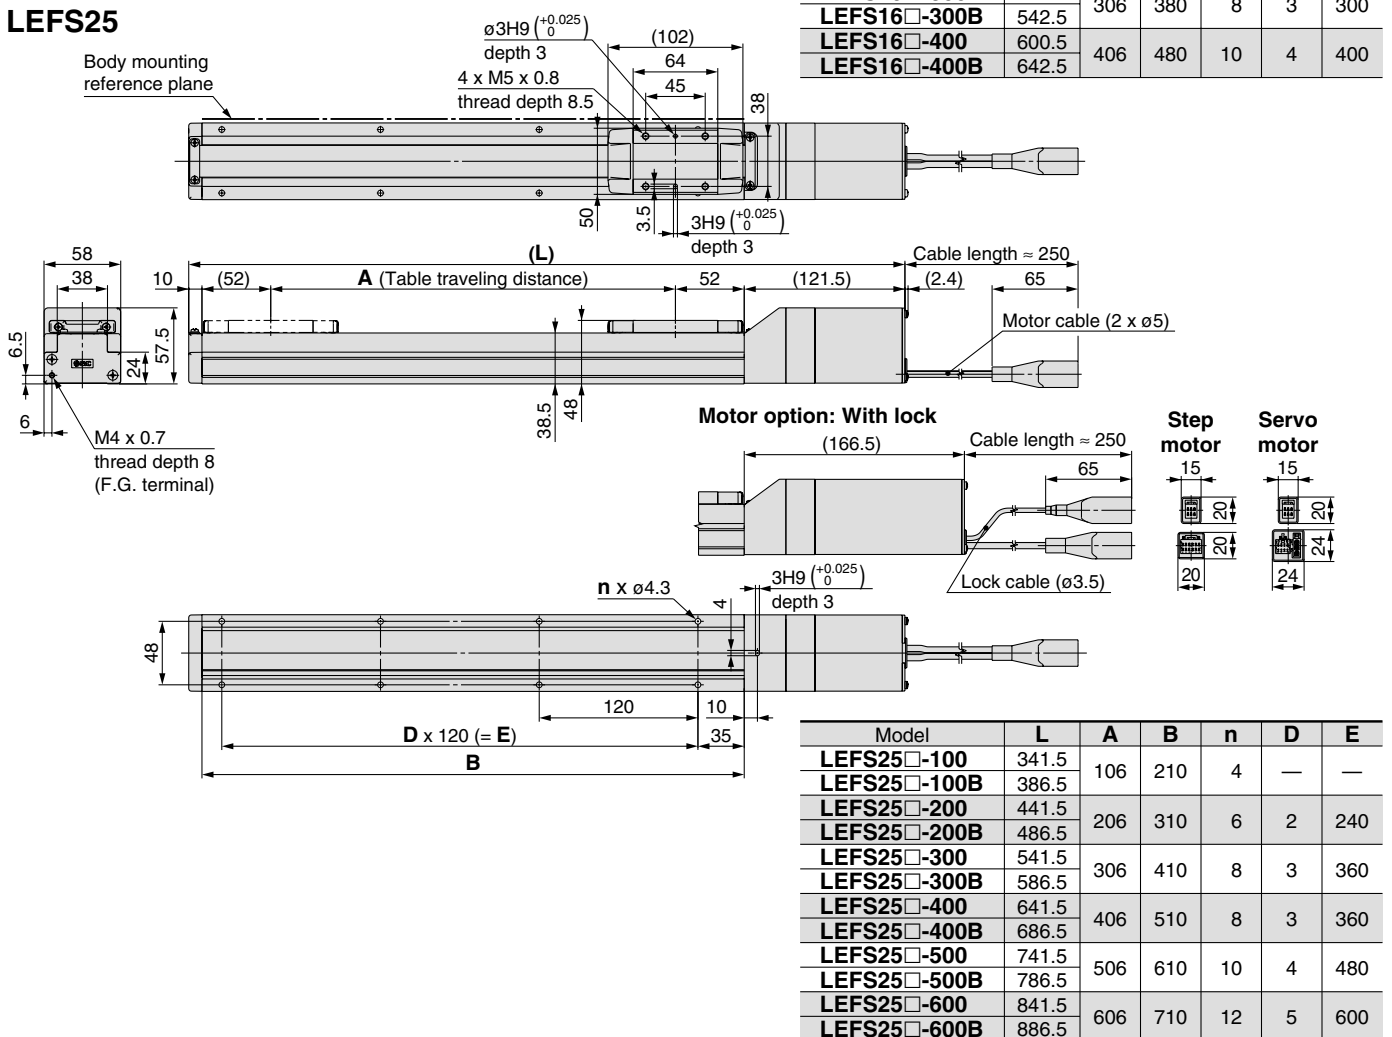 LEFS25
306 380 8 3 300
LEFS16□-300B 542.5
LEFS16□-400 600.5
406 480 10 4 400
LEFS16□-400B 642.5
Body mounting
reference plane
ø3H9 (+0.025 0)
depth 3
4 x M5 x 0.8
thread depth 8.5
(102)
64
45
38
50
3.5
3H9 (+0.025 0)
depth 3
(L)
Cable length ≈ 250
58
38
10 (52) A (Table traveling distance) 52 (121.5) (2.4) 65
Motor cable (2 x ø5)
6.5
24
57.5
6
M4 x 0.7
thread depth 8
(F.G. terminal)
38.5
48
Motor option: With lock
(166.5)
Cable length ≈ 250
65
Lock cable (ø3.5)
Step
motor
15
20
20
20
Servo
motor
15
20
24
24
n x ø4.3
4
3H9 (+0.025 0)
depth 3
48
120
10
D x 120 (= E)
35
B
Model L A B n D E
LEFS25□-100 341.5
106 210 4 — —
LEFS25□-100B 386.5
LEFS25□-200 441.5
206 310 6 2 240
LEFS25□-200B 486.5
LEFS25□-300 541.5
306 410 8 3 360
LEFS25□-300B 586.5
LEFS25□-400 641.5
406 510 8 3 360
LEFS25□-400B 686.5
LEFS25□-500 741.5
506 610 10 4 480
LEFS25□-500B 786.5
LEFS25□-600 841.5
606 710 12 5 600
LEFS25□-600B 886.5